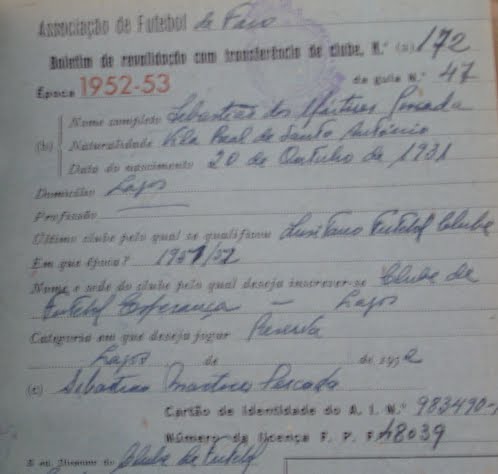 Associação de Futebol de Faro
Boletim de revalidação com transferência de clube, N.º (a) 172
Época 1952-53 da guia N.º 47
Nome completo Sebastião dos Mártires Pescada
(b) Naturalidade Vila Real de Santo António
Data do nascimento 20 de Outubro de 1931
Domicílio Lagos
Profissão
Último clube pelo qual se qualificou Lusitano Futebol Clube
Em que época? 1951/52
Nome e sede do clube pelo qual deseja inscrever-se Clube de
Futebol Esperança — Lagos
Categoria em que deseja jogar Reserva
Lagos de de 1952
(c) Sebastiao Martires Pescada
Cartão de Identidade do A. I. N.º 983490
Número da licença F. P. F. 48039
Clube de Futebol